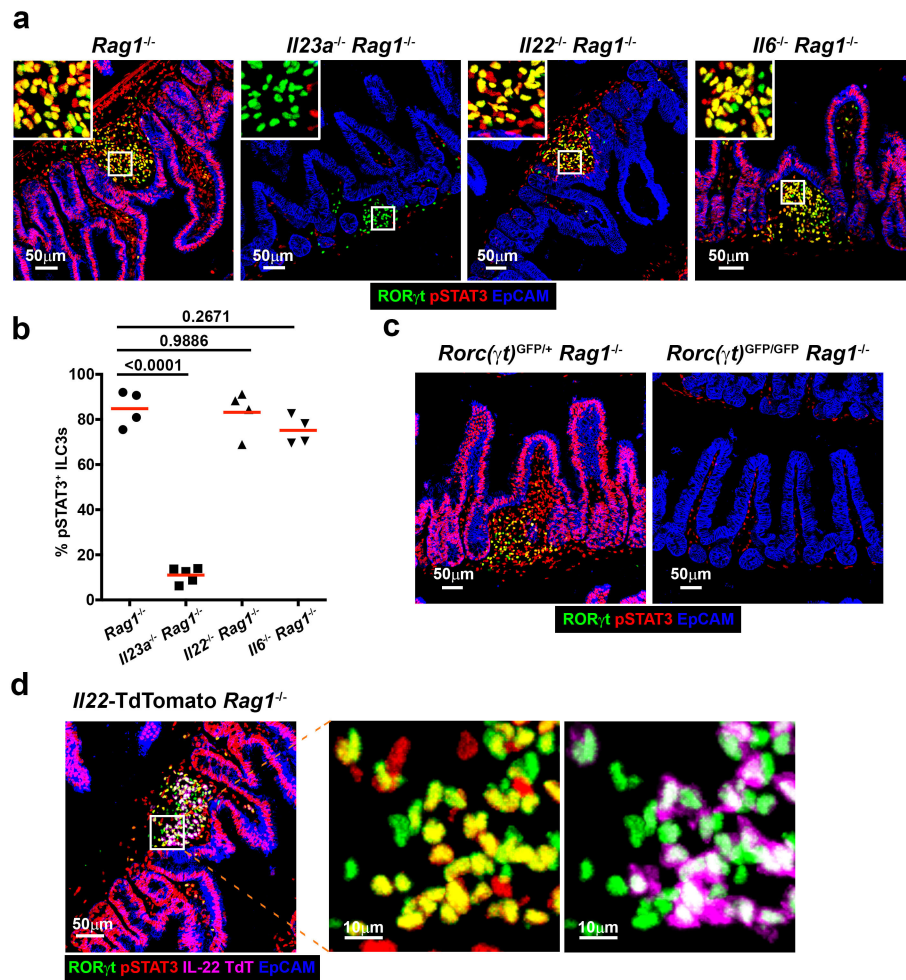 a
Rag1-/-
Il23a-/- Rag1-/-
Il22-/- Rag1-/-
Il6-/- Rag1-/-
50μm
50μm
50μm
50μm
RORγt pSTAT3 EpCAM
b
0.2671
0.9886
<0.0001
% pSTAT3+ ILC3s
100
80
60
40
20
0
Rag1-/-
Il23a-/- Rag1-/-
Il22-/- Rag1-/-
Il6-/- Rag1-/-
c
Rorc(γt)GFP/+ Rag1-/-
Rorc(γt)GFP/GFP Rag1-/-
50μm
50μm
RORγt pSTAT3 EpCAM
d
Il22-TdTomato Rag1-/-
50μm
10μm
10μm
RORγt pSTAT3 IL-22 TdT EpCAM